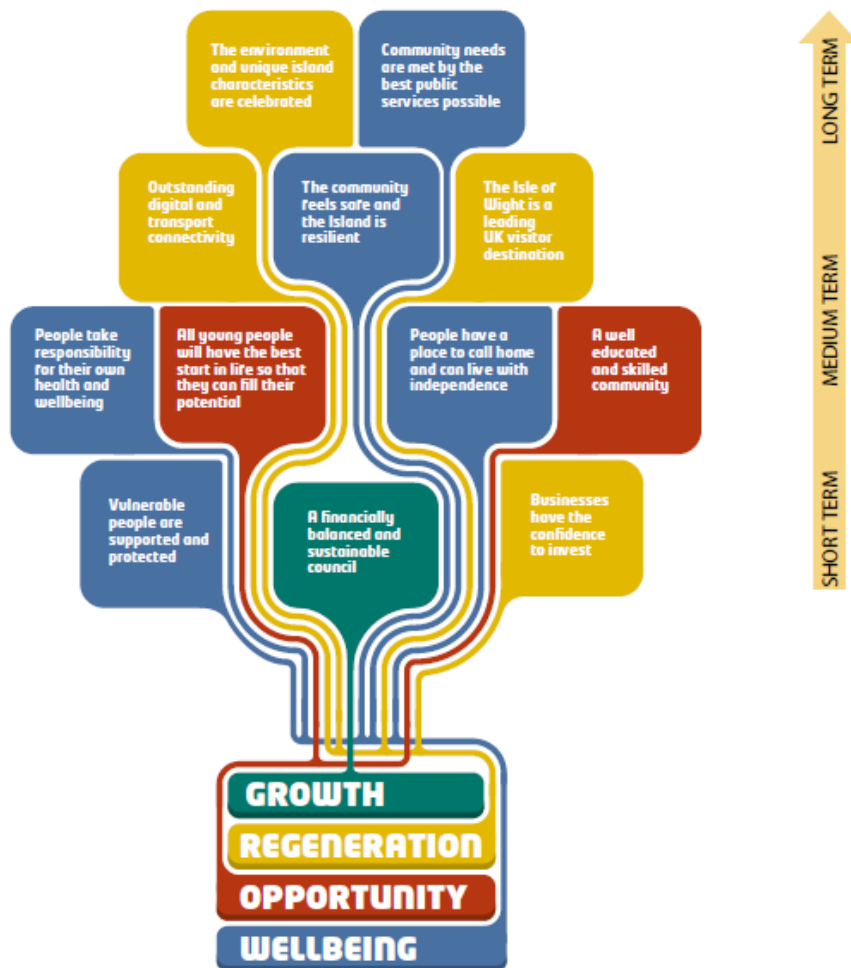 The environment
and unique island
characteristics
are celebrated
Community needs
are met by the
best public
services possible
Outstanding
digital and
transport
connectivity
The community
feels safe and
the Island is
resilient
The Isle of
Wight is a
leading
UK visitor
destination
People take
responsibility
for their own
health and
wellbeing
All young people
will have the best
start in life so that
they can fill their
potential
People have a
place to call home
and can live with
independence
A well
educated
and skilled
community
Vulnerable
people are
supported and
protected
A financially
balanced and
sustainable
council
Businesses
have the
confidence
to invest
GROWTH
REGENERATION
OPPORTUNITY
WELLBEING
LONG TERM
MEDIUM TERM
SHORT TERM